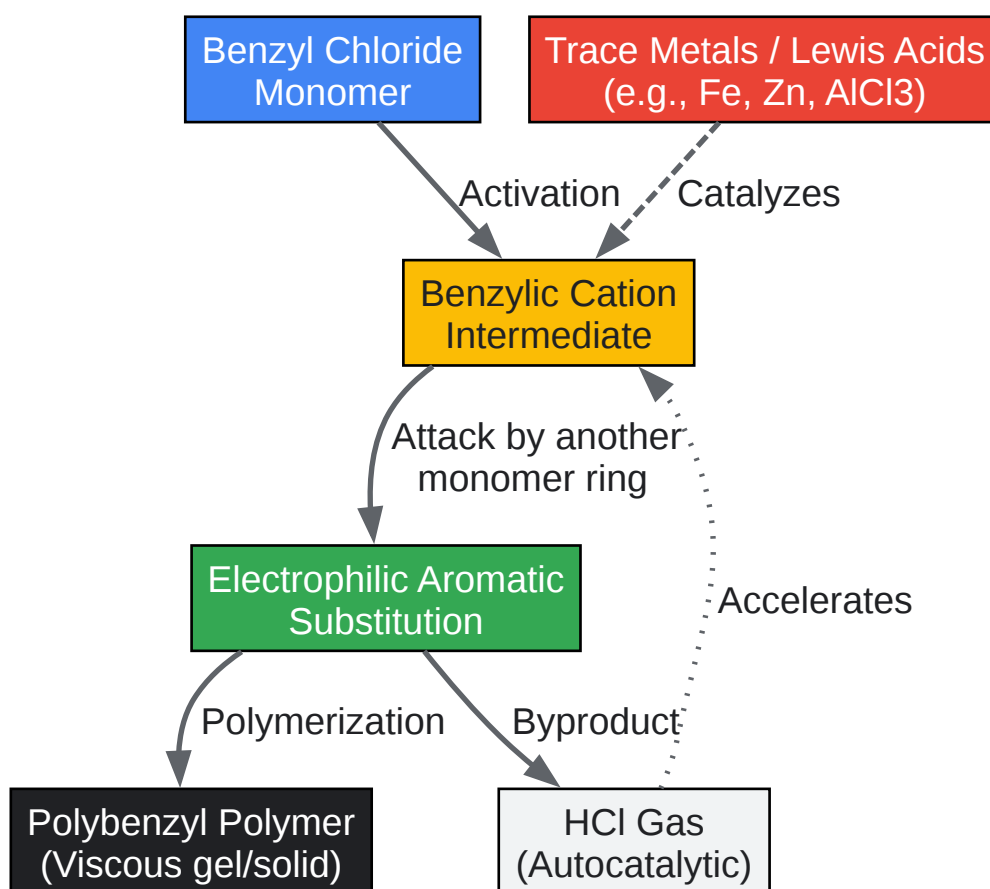 Benzyl Chloride
Monomer
Trace Metals / Lewis Acids
(e.g., Fe, Zn, AlCl3)
Activation
Catalyzes
Benzylic Cation
Intermediate
Attack by another
monomer ring
Electrophilic Aromatic
Substitution
Accelerates
Polymerization
Byproduct
Polybenzyl Polymer
(Viscous gel/solid)
HCl Gas
(Autocatalytic)